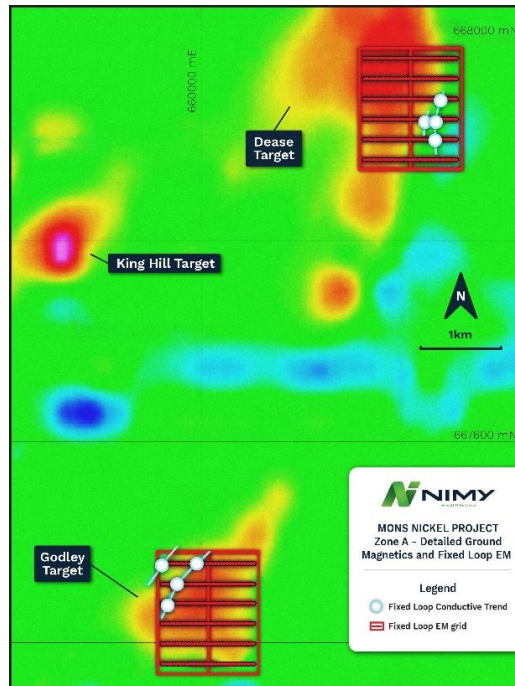 668000 mN
660000 mE
Dease
Target
King Hill Target
N
1km
667600 mN
NIMY
MONS NICKEL PROJECT
Zone A - Detailed Ground
Magnetics and Fixed Loop EM
Godley
Target
Legend
Fixed Loop Conductive Trend
Fixed Loop EM grid